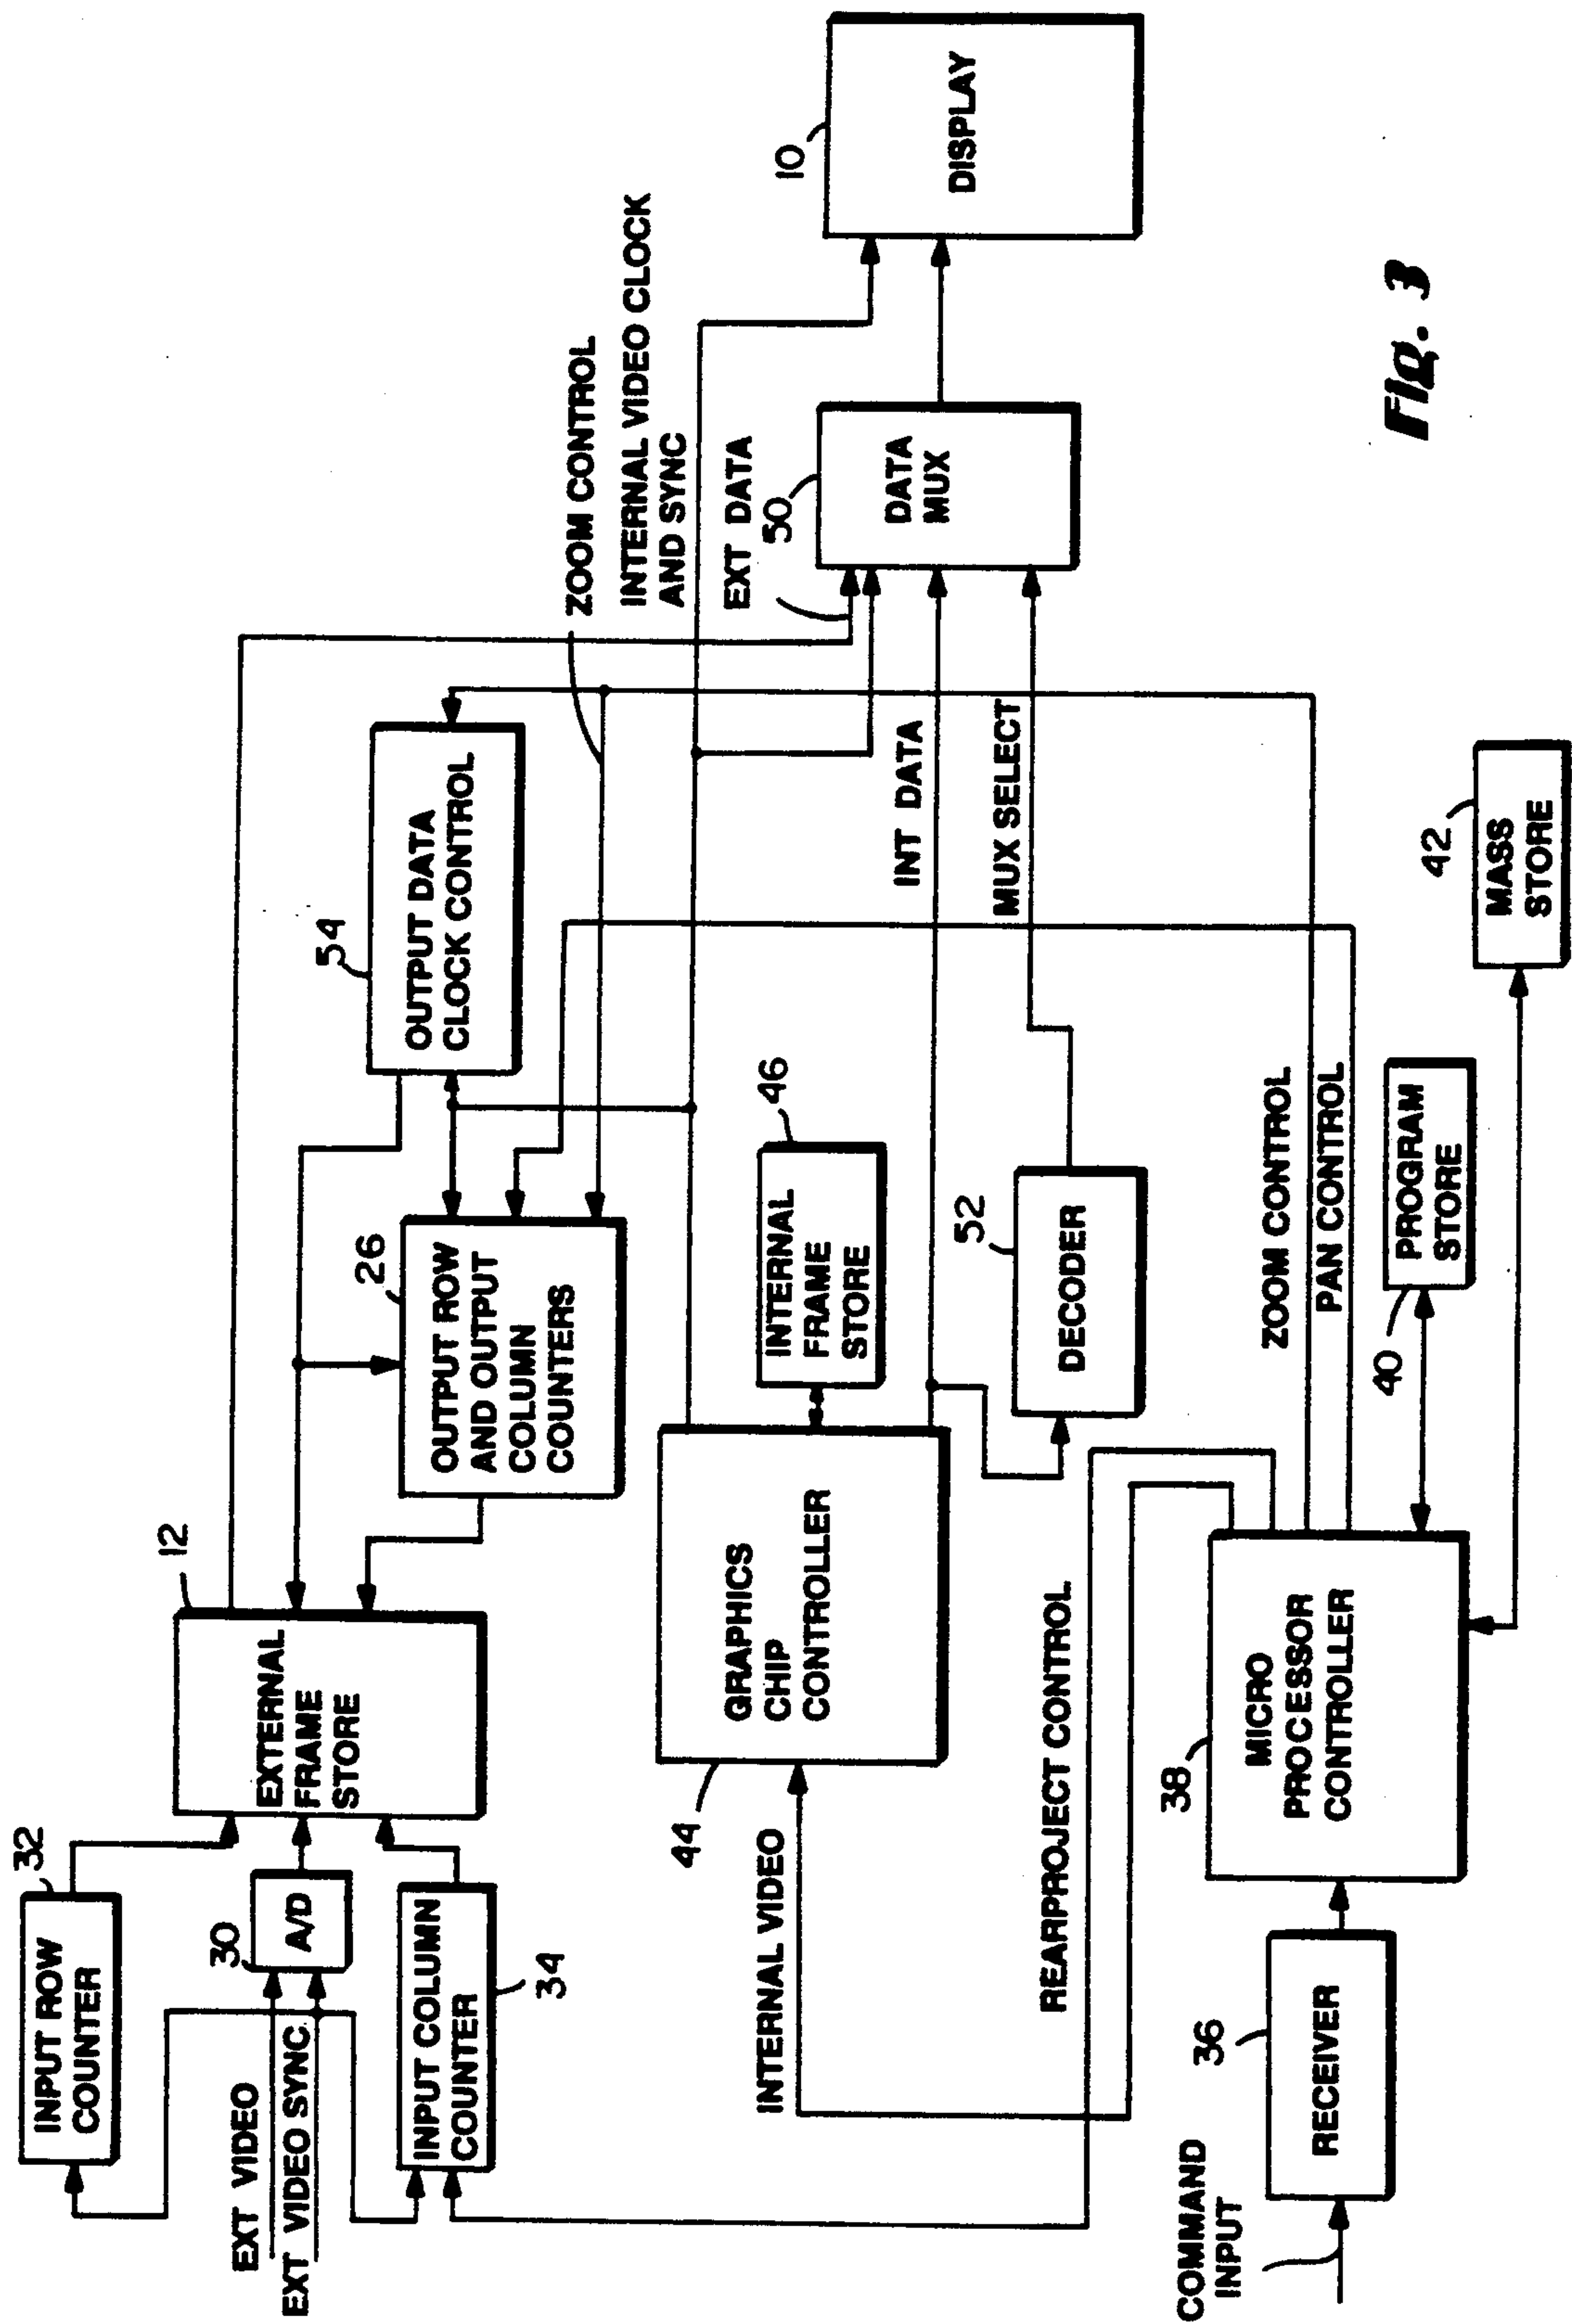 INPUT ROW
COUNTER
32
EXT VIDEO
EXT VIDEO SYNC
30
A/D
INPUT COLUMN
COUNTER
34
12
EXTERNAL
FRAME
STORE
26
OUTPUT ROW
AND OUTPUT
COLUMN
COUNTERS
54
OUTPUT DATA
CLOCK CONTROL
ZOOM CONTROL
INTERNAL VIDEO CLOCK
AND SYNC
EXT DATA
50
DATA
MUX
10
DISPLAY
INTERNAL VIDEO
44
GRAPHICS
CHIP
CONTROLLER
46
INTERNAL
FRAME
STORE
INT DATA
MUX SELECT
52
DECODER
REARPROJECT CONTROL
COMMAND
INPUT
36
RECEIVER
38
MICRO
PROCESSOR
CONTROLLER
ZOOM CONTROL
PAN CONTROL
40
PROGRAM
STORE
42
MASS
STORE
Fig. 3